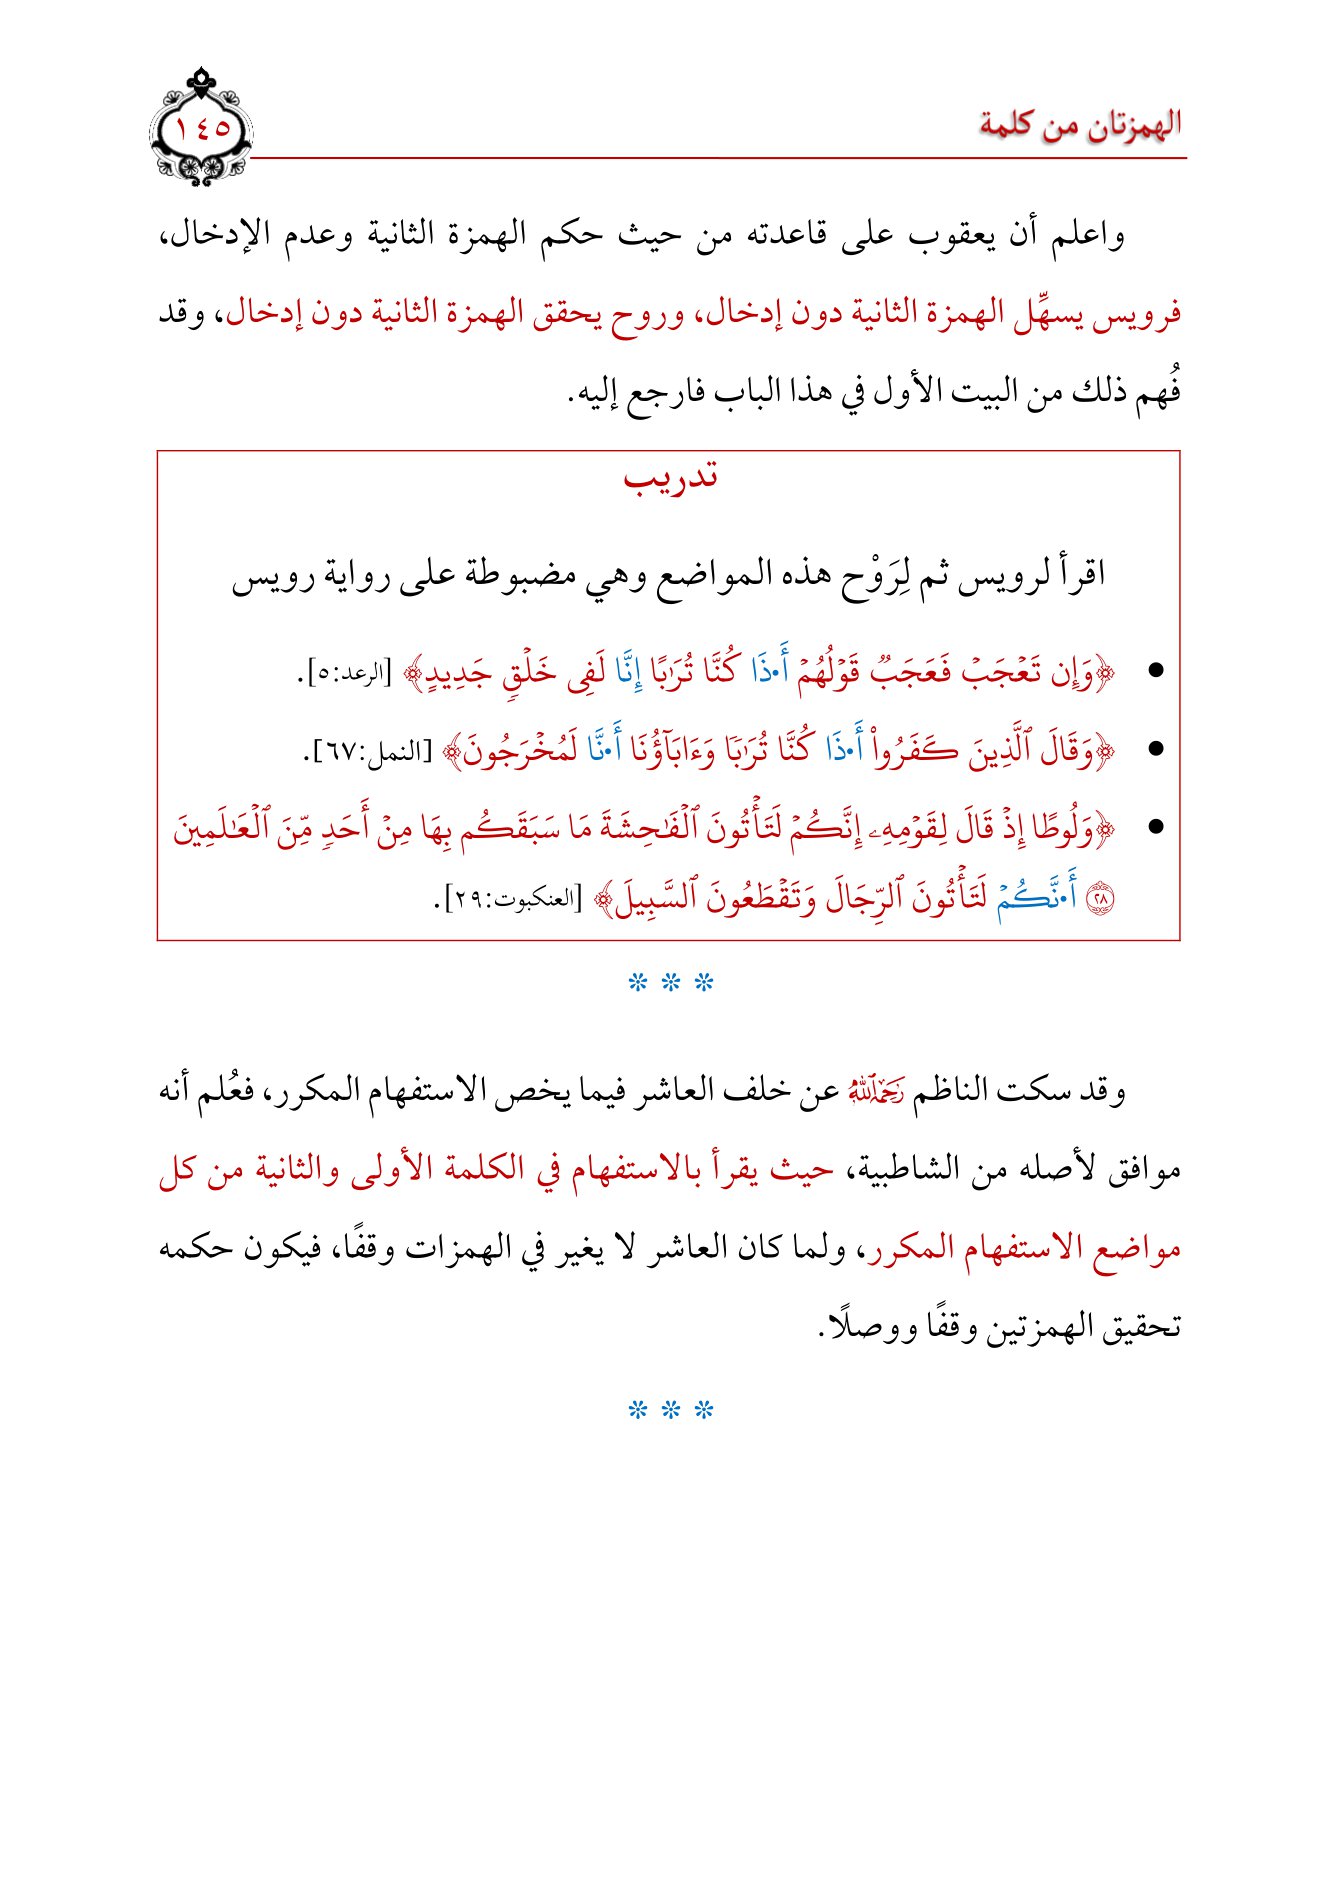 الهمزتان من كلمة
١٤٥
واعلم أن يعقوب على قاعدته من حيث حكم الهمزة الثانية وعدم الإدخال،
فرويس يسهِّل الهمزة الثانية دون إدخال، وروح يحقق الهمزة الثانية دون إدخال، وقد
فُهم ذلك من البيت الأول في هذا الباب فارجع إليه.
تدريب
اقرأ لرويس ثم لِرَوْح هذه المواضع وهي مضبوطة على رواية رويس
• ﴿وَإِن تَعۡجَبۡ فَعَجَبٞ قَوۡلُهُمۡ أَ•ذَا كُنَّا تُرَٰبًا إِنَّا لَفِى خَلۡقٖ جَدِيدٍ﴾ [الرعد:٥].
• ﴿وَقَالَ ٱلَّذِينَ كَفَرُواْ أَ•ذَا كُنَّا تُرَٰبٗا وَءَابَآؤُنَا أَ•نَّا لَمُخۡرَجُونَ﴾ [النمل:٦٧].
• ﴿وَلُوطًا إِذۡ قَالَ لِقَوۡمِهِۦ إِنَّكُمۡ لَتَأۡتُونَ ٱلۡفَٰحِشَةَ مَا سَبَقَكُم بِهَا مِنۡ أَحَدٖ مِّنَ ٱلۡعَٰلَمِينَ
٢٨ أَ•نَّكُمۡ لَتَأۡتُونَ ٱلرِّجَالَ وَتَقۡطَعُونَ ٱلسَّبِيلَ﴾ [العنكبوت:٢٩].
* * *
وقد سكت الناظم رَحِمَهُ ٱللَّهُ عن خلف العاشر فيما يخص الاستفهام المكرر، فعُلم أنه
موافق لأصله من الشاطبية، حيث يقرأ بالاستفهام في الكلمة الأولى والثانية من كل
مواضع الاستفهام المكرر، ولما كان العاشر لا يغير في الهمزات وقفًا، فيكون حكمه
تحقيق الهمزتين وقفًا ووصلًا.
* * *